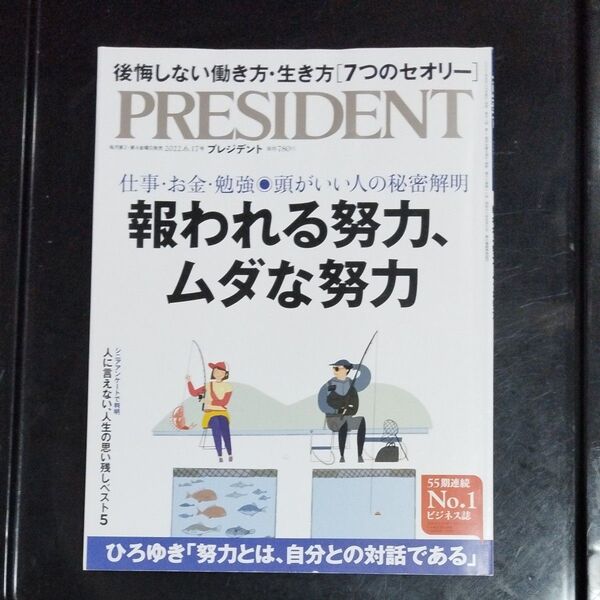 後悔しない働き方・生き方[7つのセオリー]
PRESIDENT
2022.6.17号 プレジデント 780円
仕事・お金・勉強◉頭がいい人の秘密解明
報われる努力、
ムダな努力
シニアアンケートで判明
人に言えない、人生の思い残しベスト5
55期連続
No.1
ビジネス誌
ひろゆき「努力とは、自分との対話である」